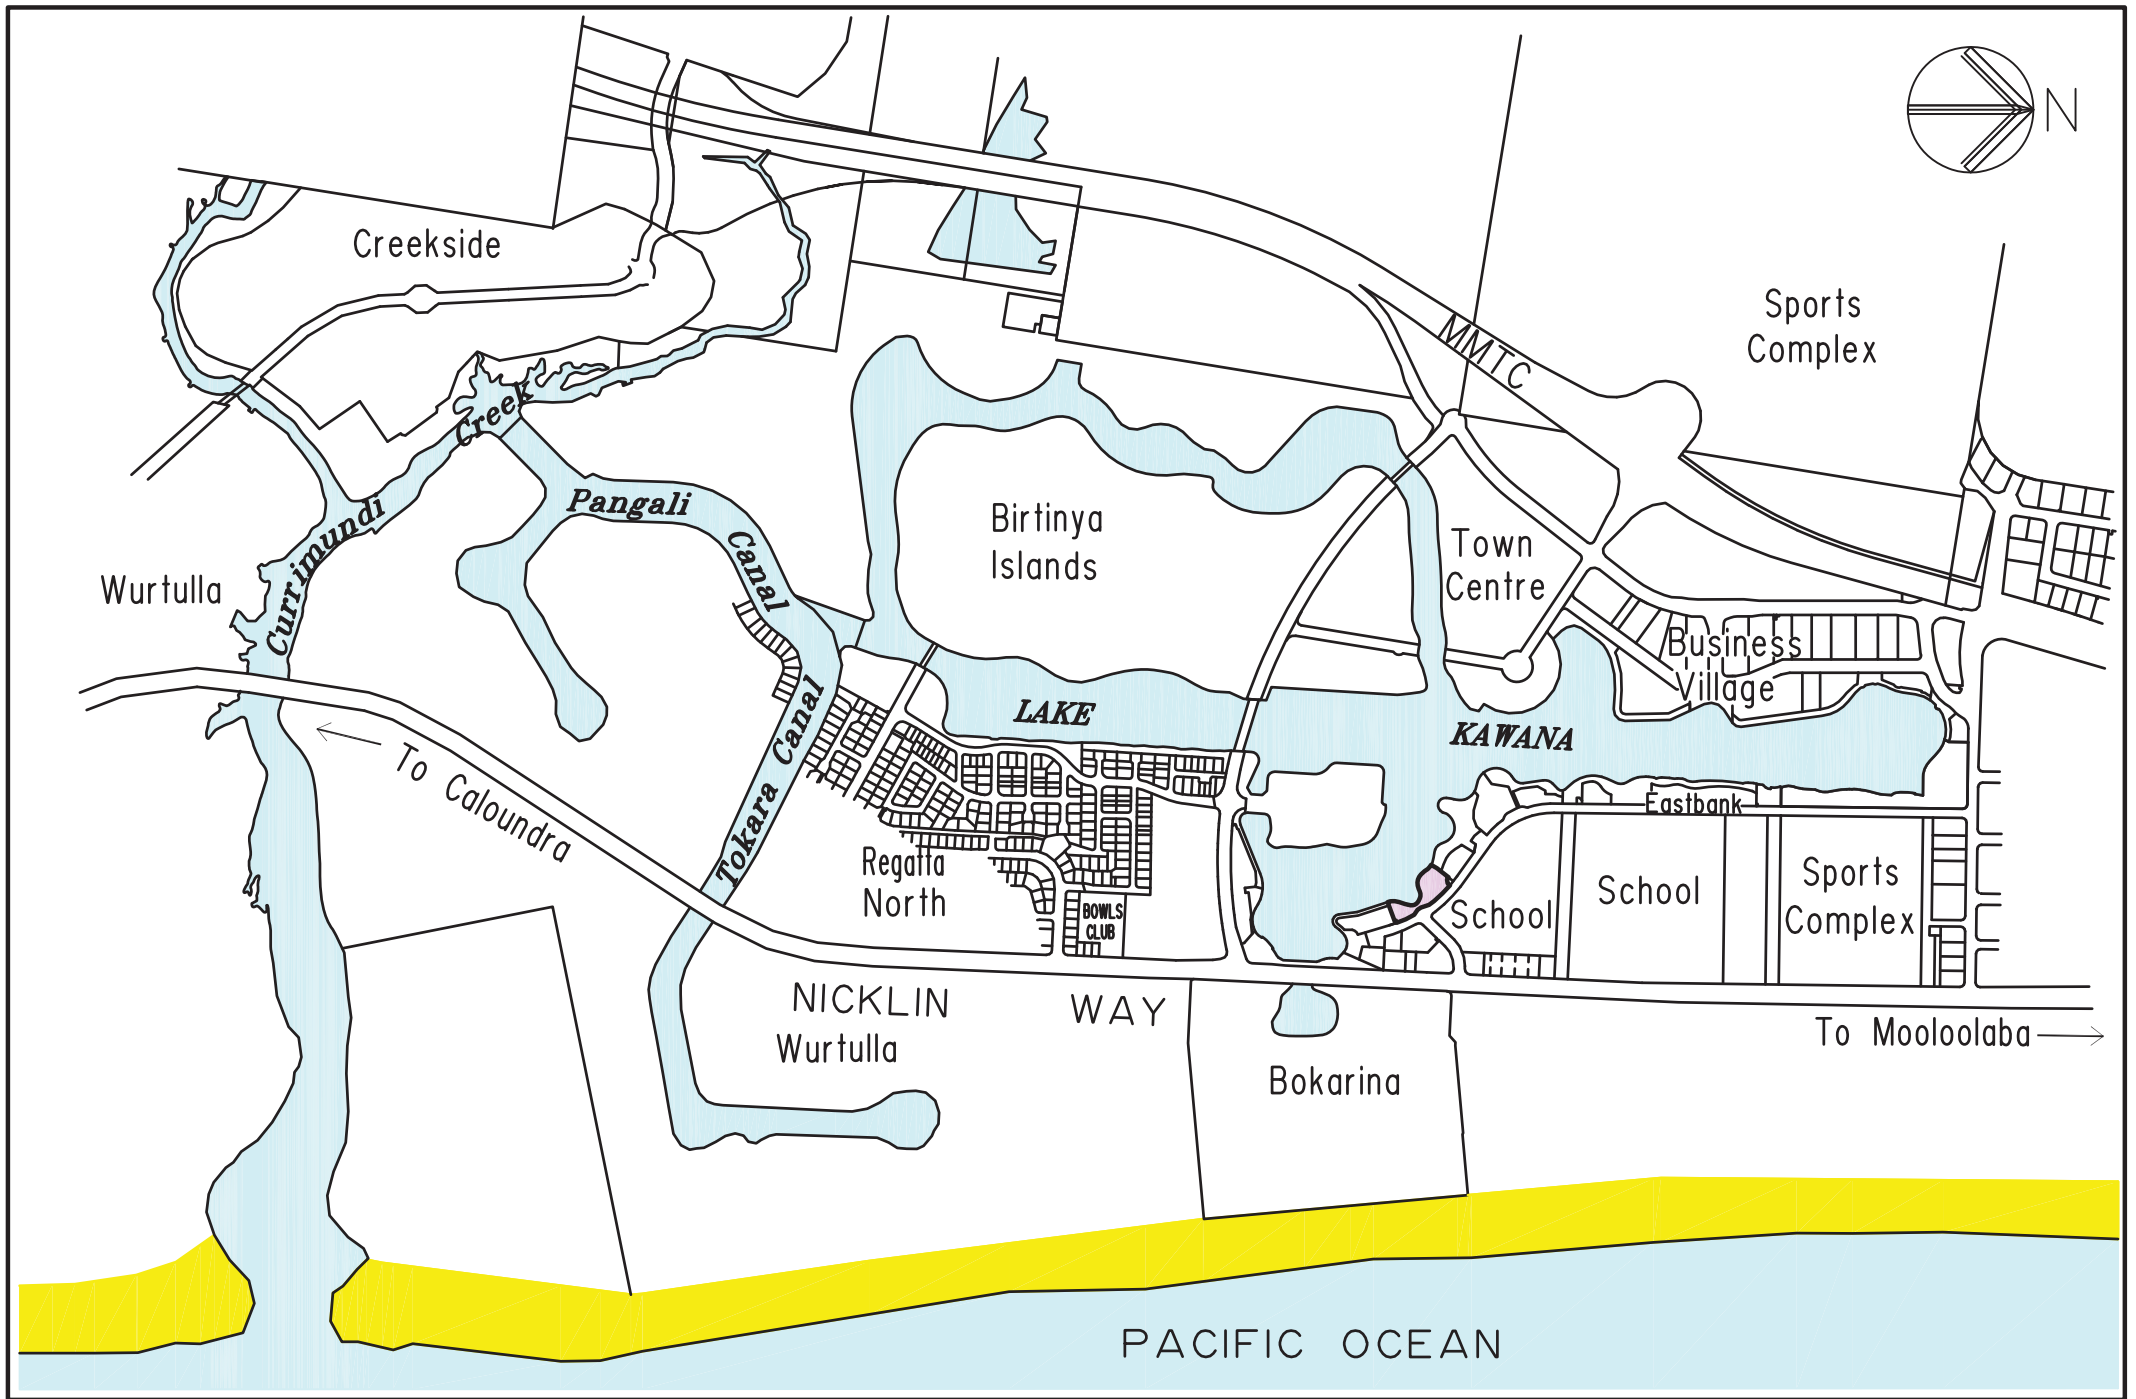 N
Creekside
Sports
Complex
MMTC
Creek
Pangali
Canal
Birtinya
Islands
Town
Centre
Currimundi
Wurtulla
Business
Village
LAKE
KAWANA
To Caloundra
Tokara Canal
Eastbank
Regatta
North
BOWLS
CLUB
School
School
Sports
Complex
NICKLIN WAY
Wurtulla
To Mooloolaba
Bokarina
PACIFIC OCEAN